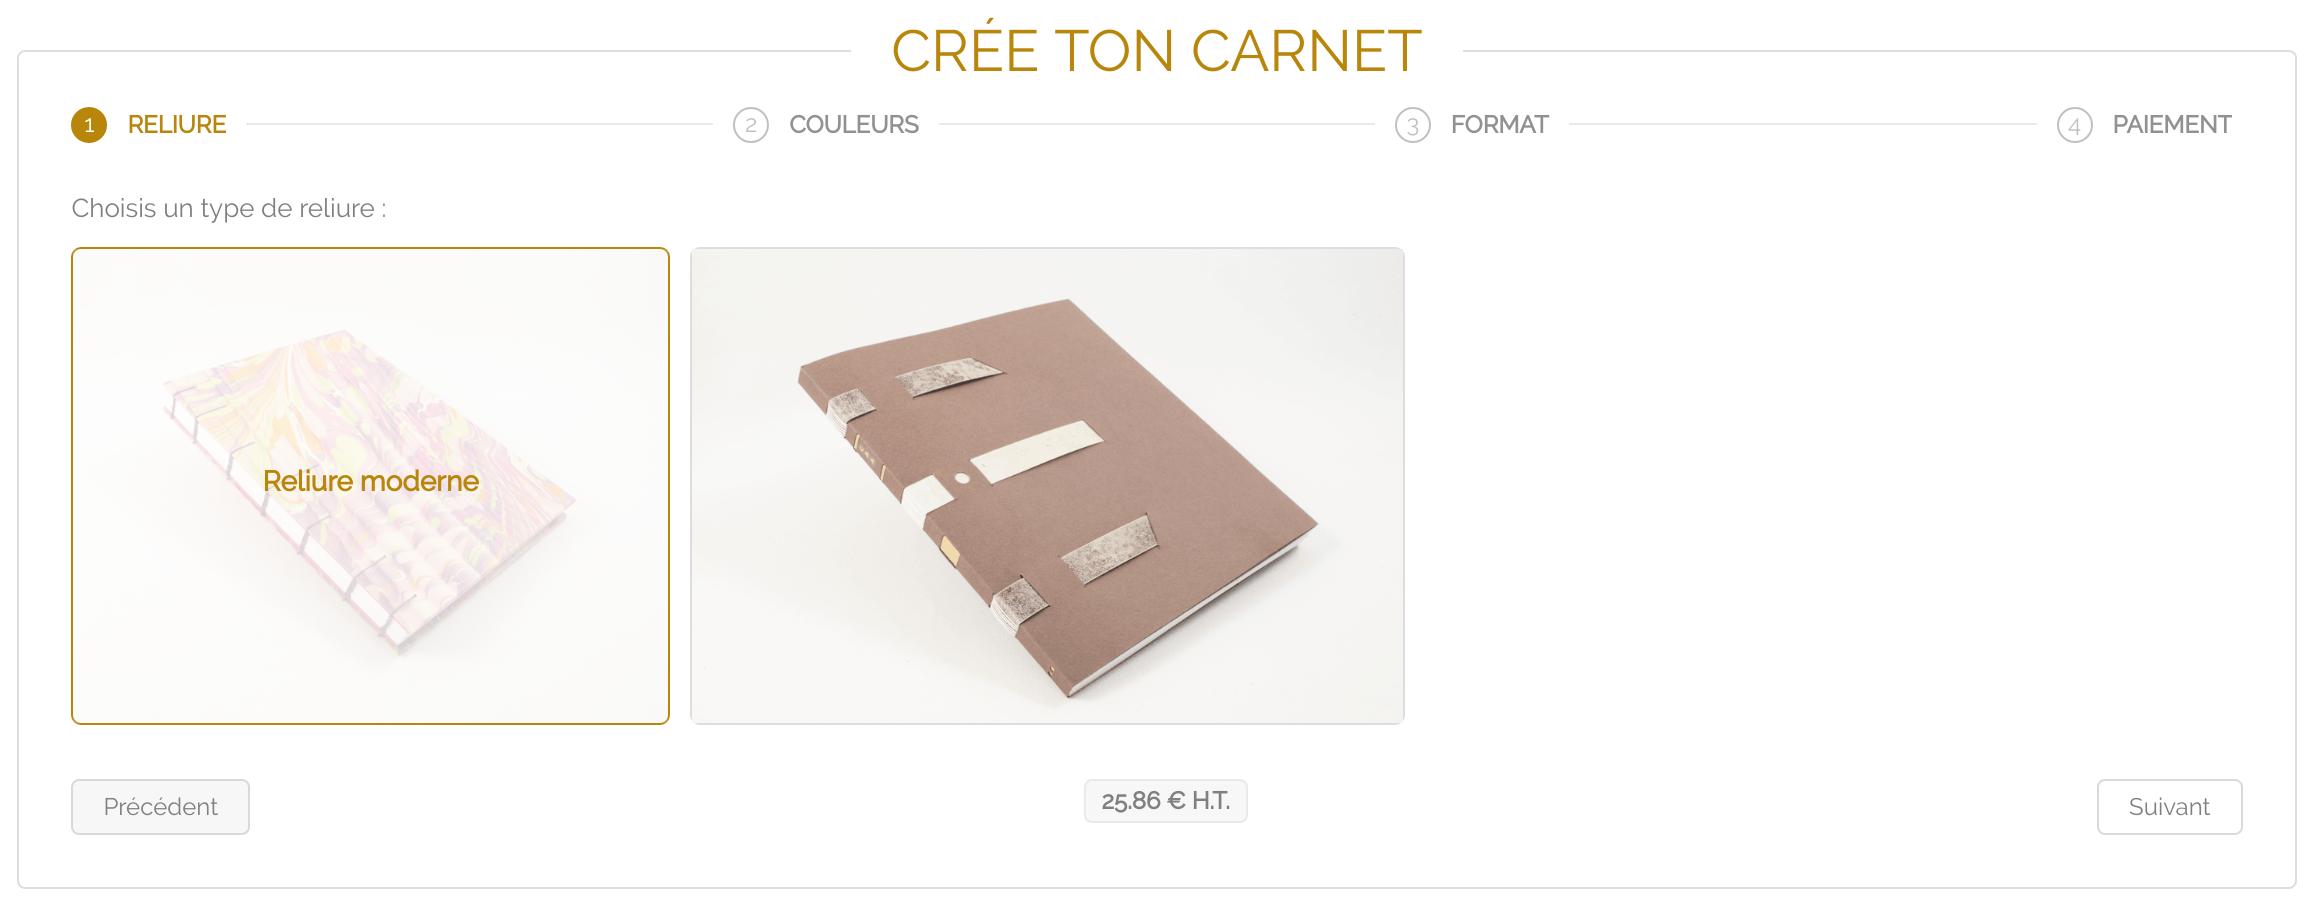 CRÉE TON CARNET
1 RELIURE
2 COULEURS
3 FORMAT
4 PAIEMENT
Choisis un type de reliure :
Reliure moderne
Précédent
25.86 € H.T.
Suivant